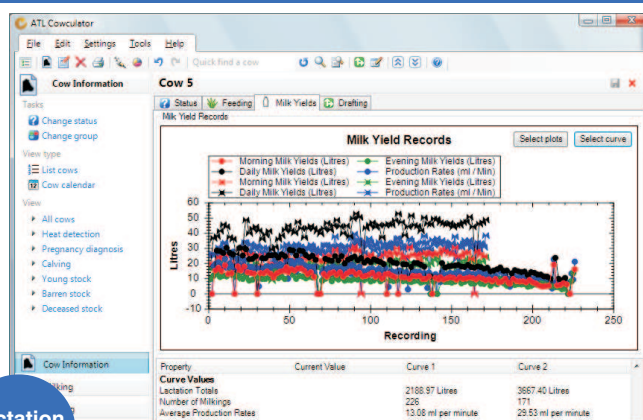 ATL Cowculator
File Edit Settings Tools Help
Quick find a cow
Cow Information
Cow 5
Tasks
Change status
Change group
View type
List cows
12 Cow calendar
View
All cows
Heat detection
Pregnancy diagnosis
Calving
Young stock
Barren stock
Deceased stock
Cow Information
Status Feeding Milk Yields Drafting
Milk Yield Records
Milk Yield Records
Select plots Select curve
Morning Milk Yields (Litres) Evening Milk Yields (Litres)
Daily Milk Yields (Litres) Production Rates (ml / Min)
Morning Milk Yields (Litres) Evening Milk Yields (Litres)
Daily Milk Yields (Litres) Production Rates (ml / Min)
Litres
60
50
40
30
20
10
0
-10
0 50 100 150 200 250
Recording
Property Current Value Curve 1 Curve 2
Curve Values
Lactation Totals 2188.97 Litres 3667.40 Litres
Number of Milkings 226 171
Average Production Rates 13.08 ml per minute 29.53 ml per minute